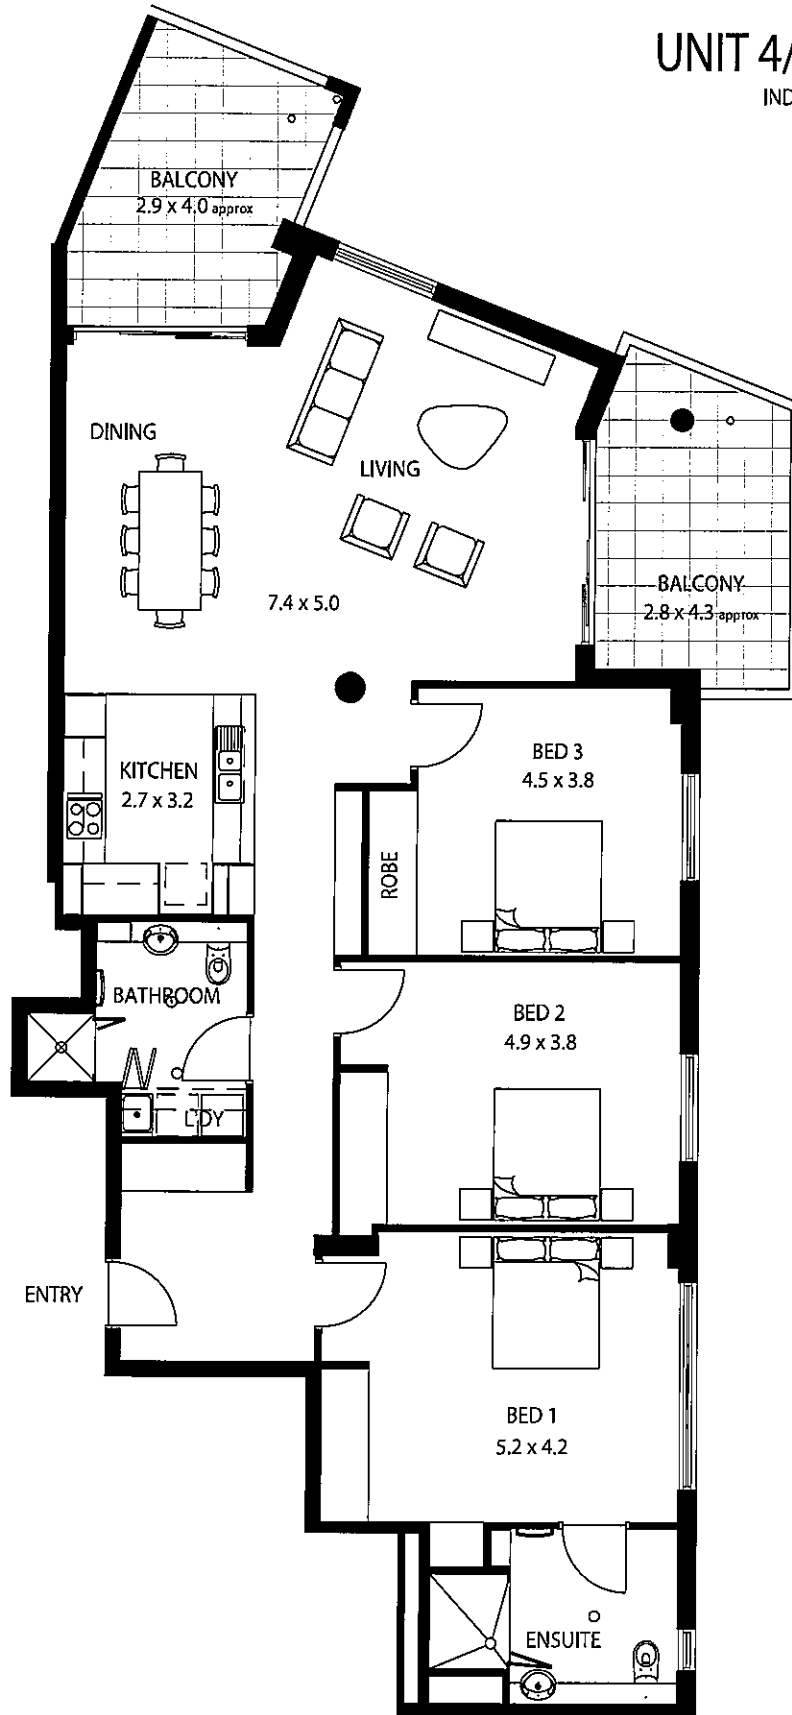 UNIT 4/
IND
BALCONY
2.9 x 4.0 approx
DINING
LIVING
7.4 x 5.0
BALCONY
2.8 x 4.3 approx
KITCHEN
2.7 x 3.2
BED 3
4.5 x 3.8
ROBE
BATHROOM
BED 2
4.9 x 3.8
L'DY
ENTRY
BED 1
5.2 x 4.2
ENSUITE